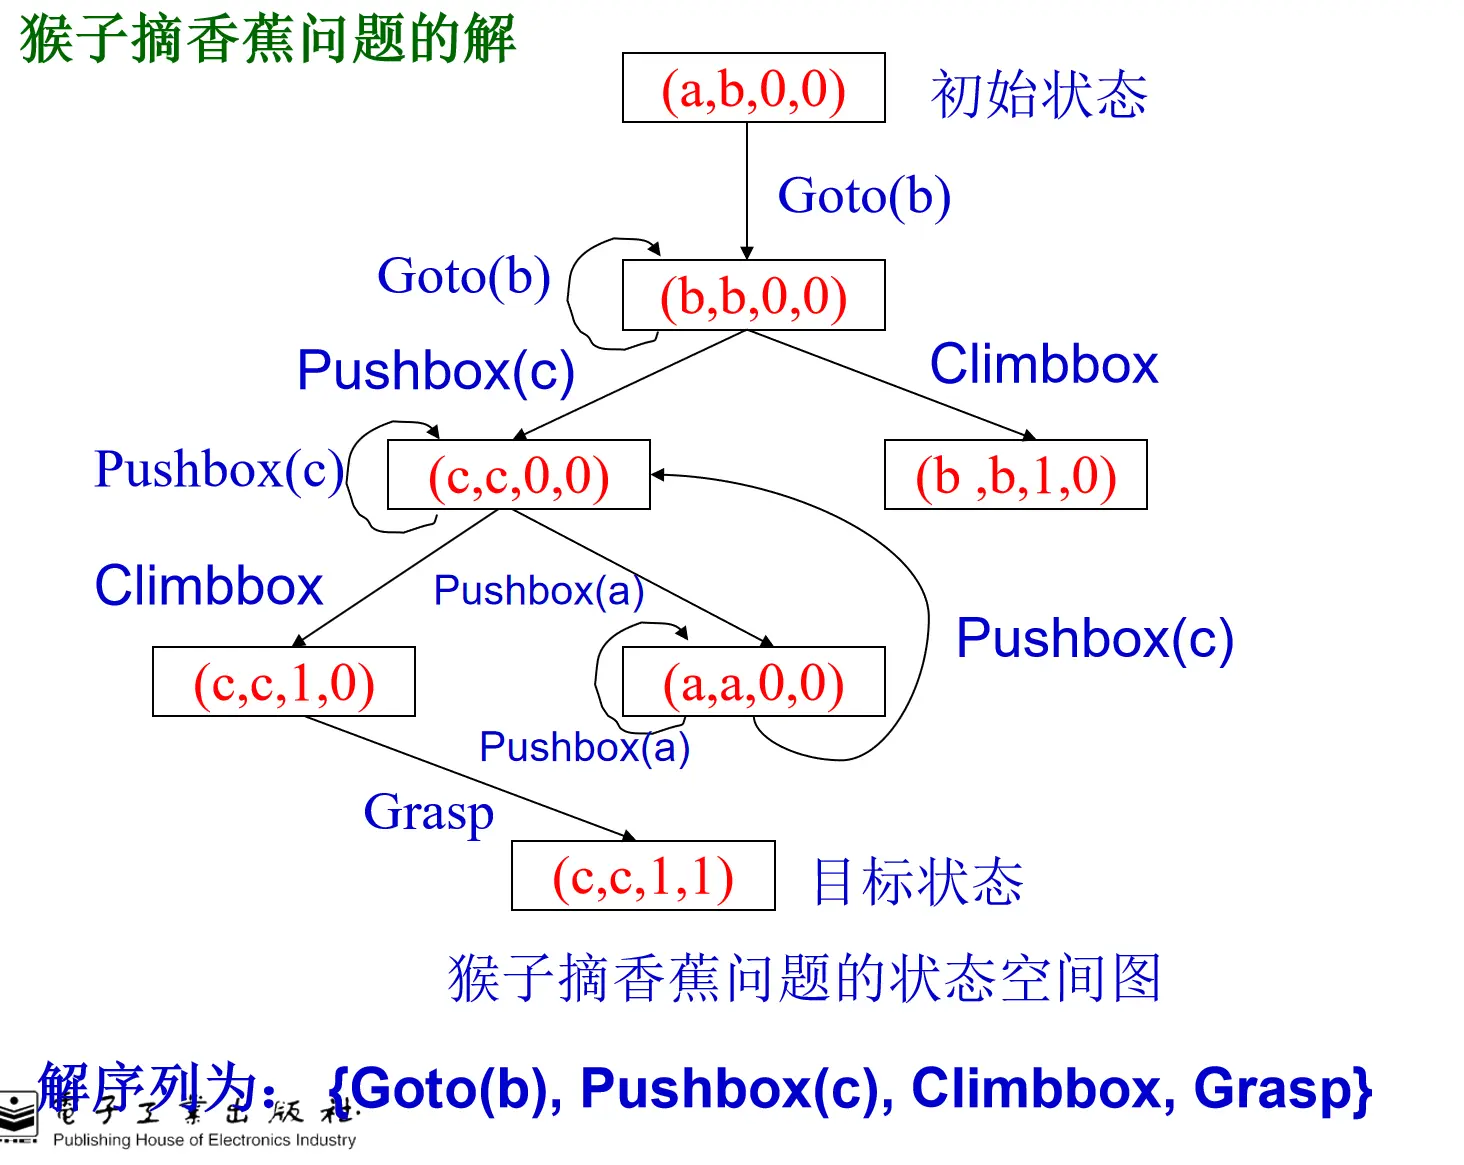 猴子摘香蕉问题的解
(a,b,0,0) 初始状态
Goto(b)
Goto(b)
(b,b,0,0)
Pushbox(c)
Climbbox
Pushbox(c)
(c,c,0,0)
(b ,b,1,0)
Climbbox
Pushbox(a)
Pushbox(c)
(c,c,1,0)
(a,a,0,0)
Pushbox(a)
Grasp
(c,c,1,1) 目标状态
猴子摘香蕉问题的状态空间图
解序列为：{Goto(b), Pushbox(c), Climbbox, Grasp}
電子工業出版社
Publishing House of Electronics Industry